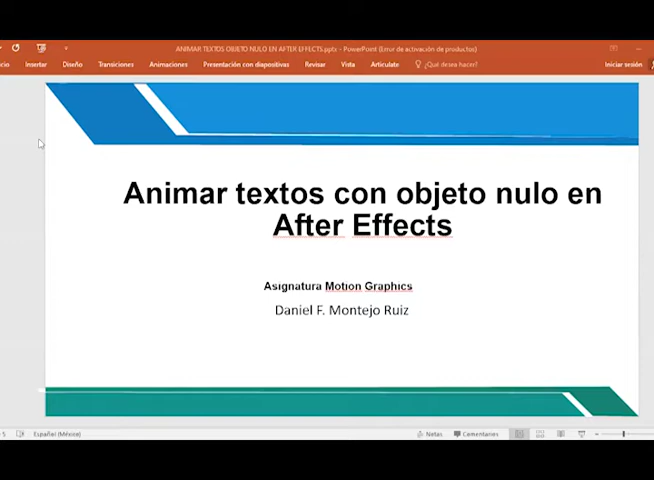 ANIMAR TEXTOS OBJETO NULO EN AFTER EFFECTS.pptx - PowerPoint (Error de activación de productos)
Insertar Diseño Transiciones Animaciones Presentación con diapositivas Revisar Vista Articulate ¿Qué desea hacer? Iniciar sesión
Animar textos con objeto nulo en
After Effects
Asignatura Motion Graphics
Daniel F. Montejo Ruiz
5 Español (México) Notas Comentarios